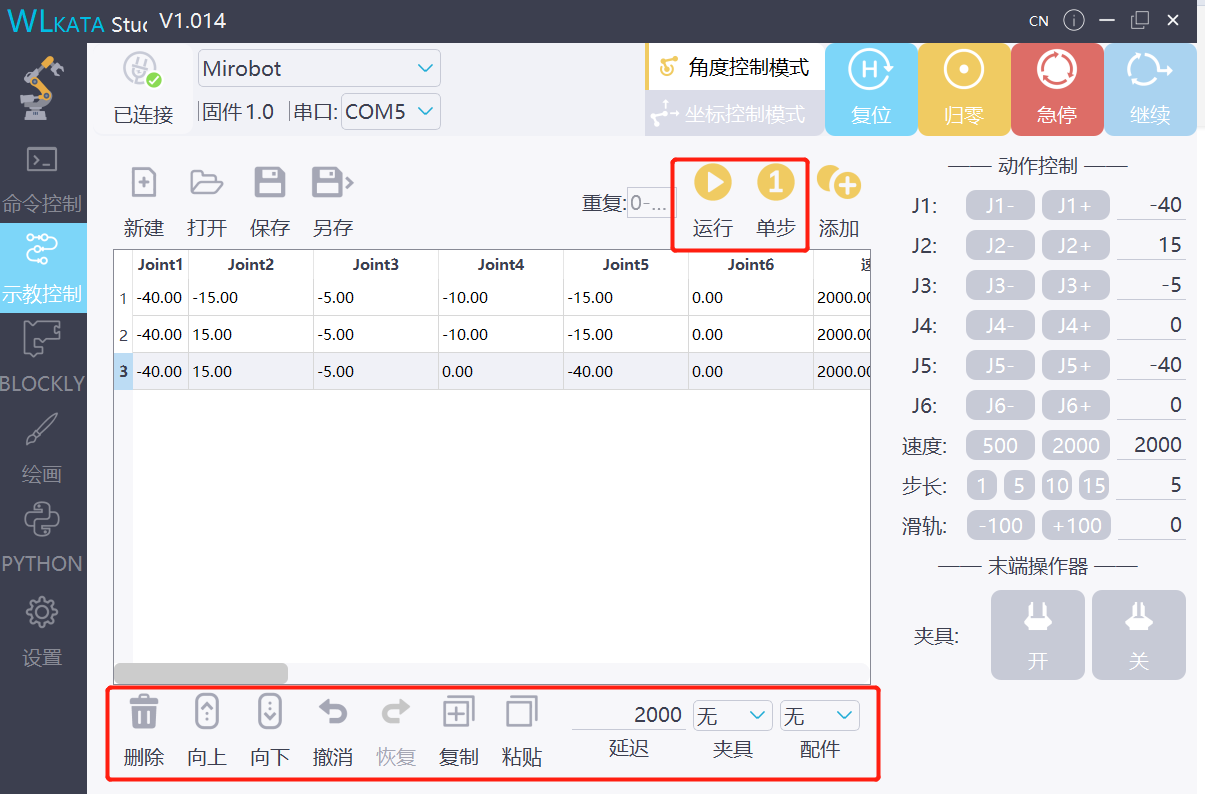 WLKATA Stuc V1.014 CN
已连接
Mirobot
固件 1.0 串口: COM5
角度控制模式
坐标控制模式
复位
归零
急停
继续
命令控制
示教控制
BLOCKLY
绘画
PYTHON
设置
新建 打开 保存 另存 重复: 0-... 运行 1 单步 添加
Joint1 Joint2 Joint3 Joint4 Joint5 Joint6
1 -40.00 -15.00 -5.00 -10.00 -15.00 0.00 2000.00
2 -40.00 15.00 -5.00 -10.00 -15.00 0.00 2000.00
3 -40.00 15.00 -5.00 0.00 -40.00 0.00 2000.00
删除 向上 向下 撤消 恢复 复制 粘贴
2000 无 无
延迟 夹具 配件
动作控制
J1: J1- J1+ -40
J2: J2- J2+ 15
J3: J3- J3+ -5
J4: J4- J4+ 0
J5: J5- J5+ -40
J6: J6- J6+ 0
速度: 500 2000 2000
步长: 1 5 10 15 5
滑轨: -100 +100 0
末端操作器
夹具: 开 关